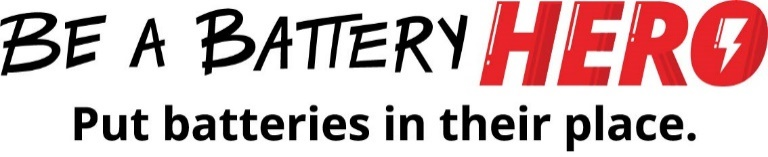 BE A BATTERY HERO
Put batteries in their place.